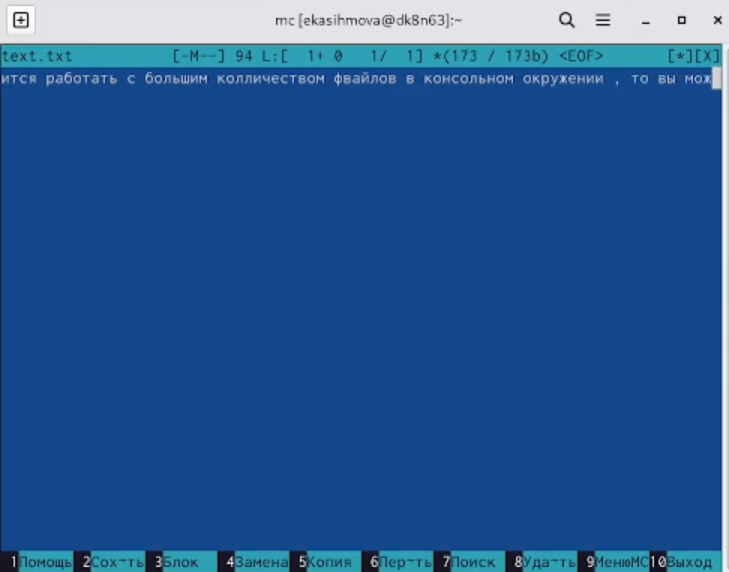 mc [ekasihmova@dk8n63]:~
text.txt [-M--] 94 L:[ 1+ 0 1/ 1] *(173 / 173b) <EOF> [*][X]
ится работать с большим колличеством фвайлов в консольном окружении , то вы мож
1Помощь 2Сох~ть 3Блок 4Замена 5Копия 6Пер~ть 7Поиск 8Уда~ть 9МенюMC 10Выход